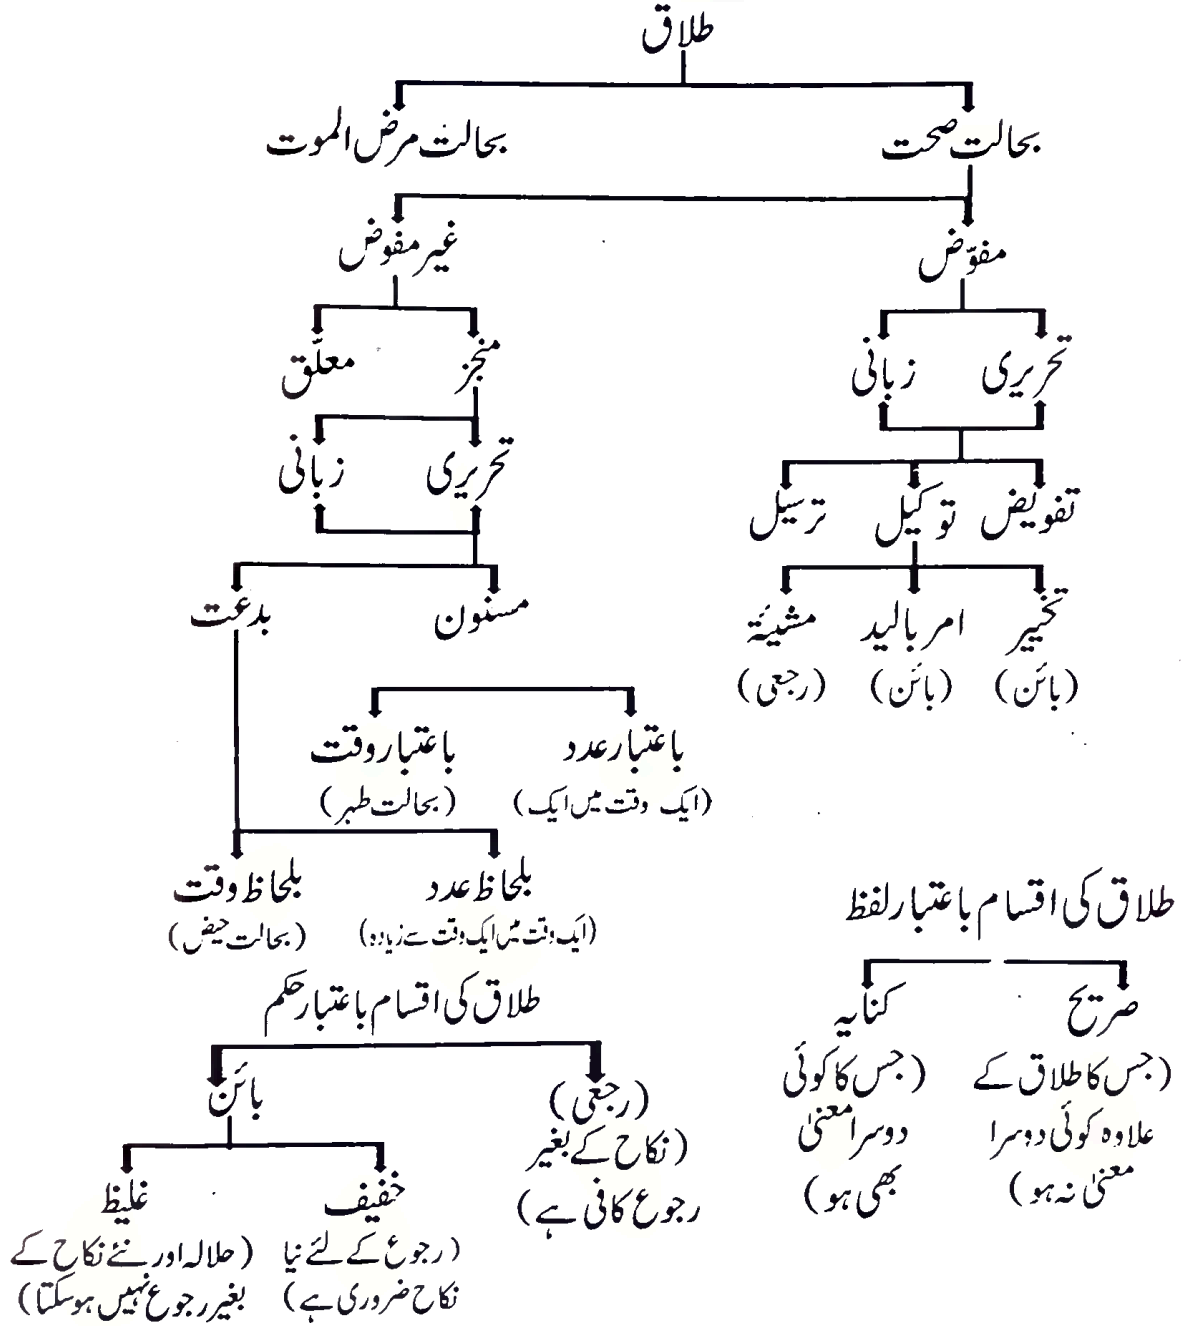 طلاق
بحالت صحت
بحالت مرض الموت
مفوّض
غیر مفوض
تحریری
زبانی
منجز
معلّق
تحریری
زبانی
تفویض
توکیل
ترسیل
مسنون
بدعت
تخییر
امر بالید
مشیئة
(بائن)
(بائن)
(رجعی)
باعتبار عدد
باعتبار وقت
(ایک وقت میں ایک)
(بحالت طہر)
بلحاظ عدد
بلحاظ وقت
(ایک وقت میں ایک وقت سے زیادہ)
(بحالت حیض)
طلاق کی اقسام باعتبار لفظ
صریح
(جس کا طلاق کے
علاوہ کوئی دوسرا
معنیٰ نہ ہو)
کنایہ
(جس کا کوئی
دوسرا معنیٰ
بھی ہو)
طلاق کی اقسام باعتبار حکم
(رجعی)
(نکاح کے بغیر
رجوع کافی ہے)
بائن
خفیف
(رجوع کے لئے نیا
نکاح ضروری ہے)
غلیظ
(حلالہ اور نئے نکاح کے
بغیر رجوع نہیں ہوسکتا)